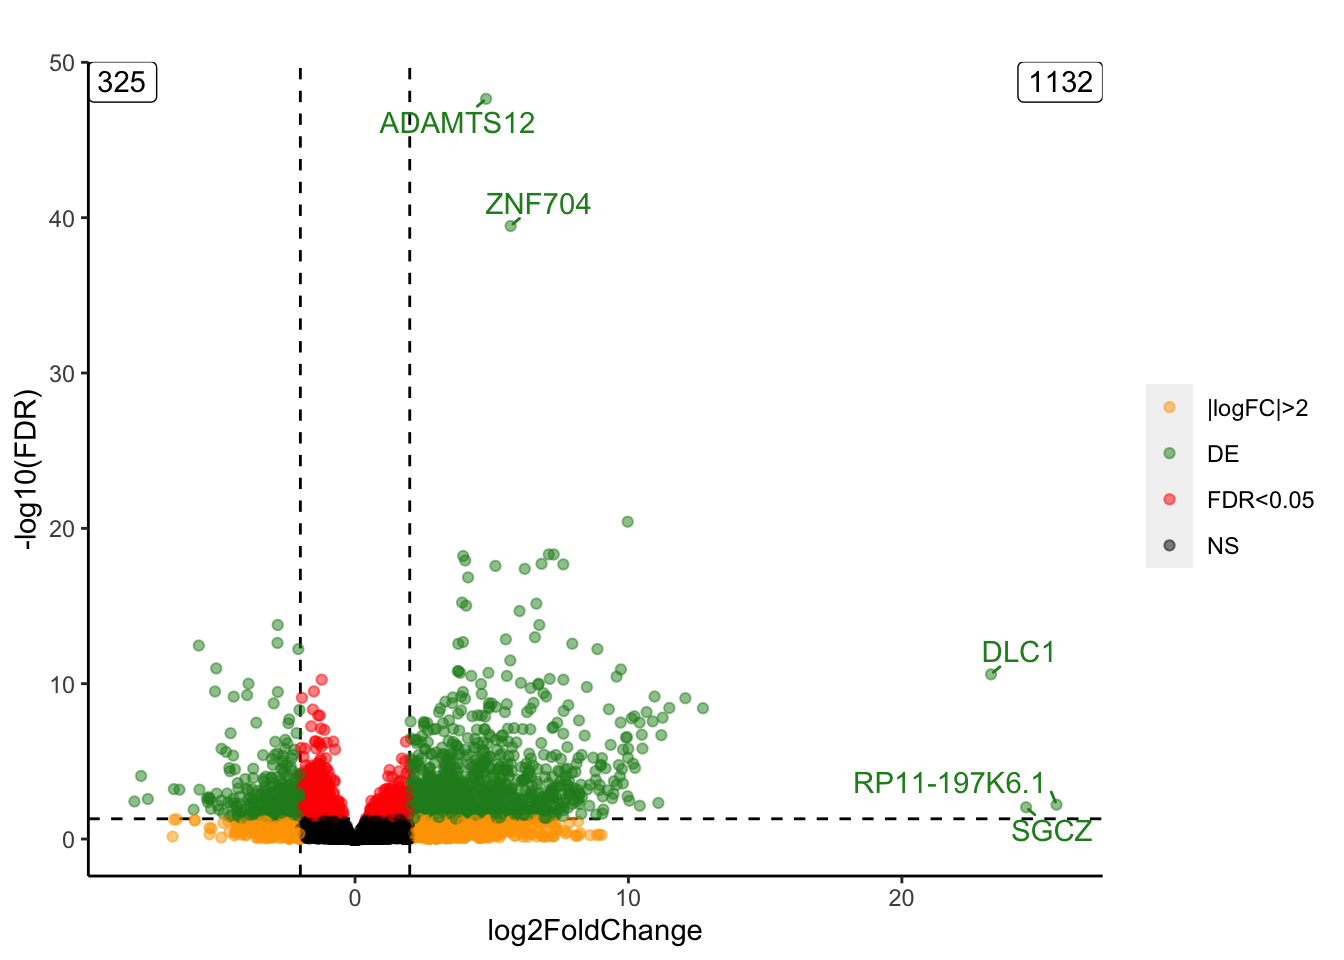 50
325
1132
ADAMTS12
ZNF704
40
30
-log10(FDR)
|logFC|>2
DE
FDR<0.05
NS
20
DLC1
10
RP11-197K6.1
SGCZ
0
0
10
20
log2FoldChange